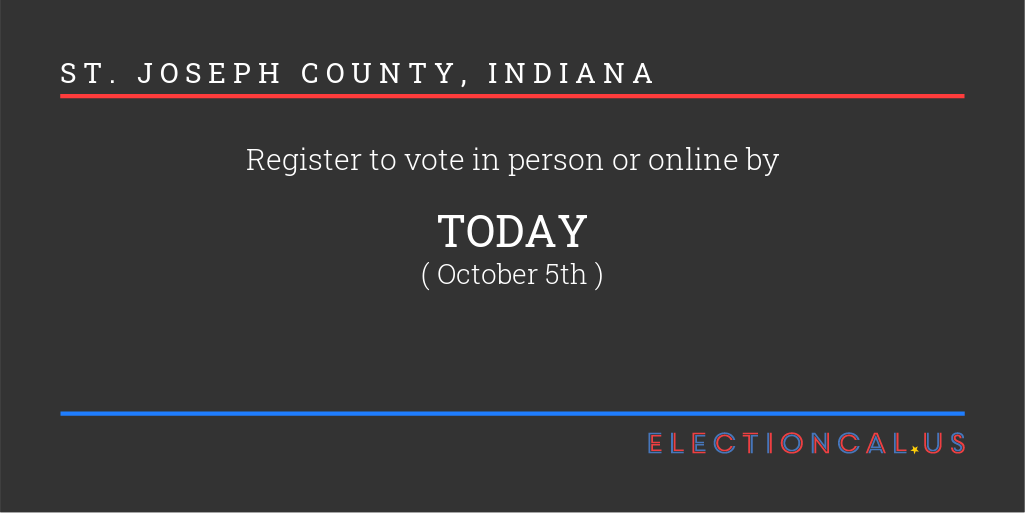 ST. JOSEPH COUNTY, INDIANA
Register to vote in person or online by
TODAY
( October 5th )
ELECTIONCAL.US